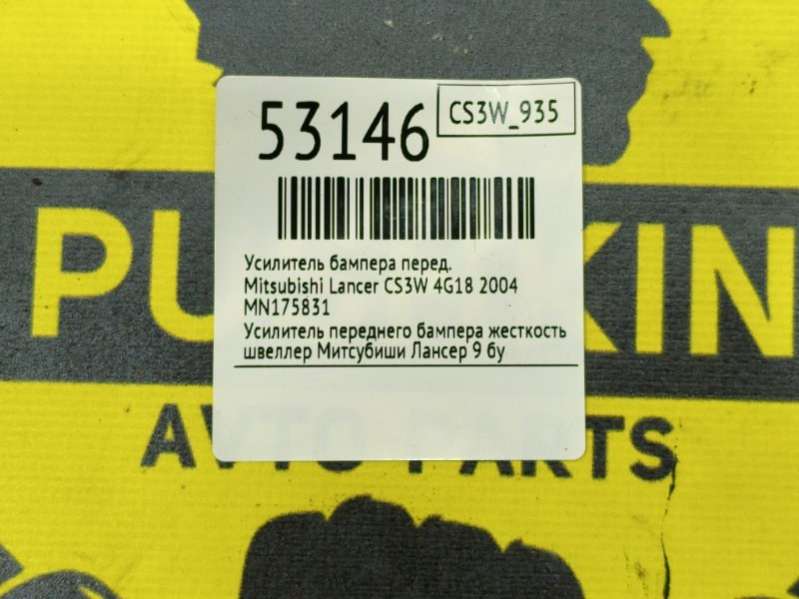 53146
CS3W_935
Усилитель бампера перед.
Mitsubishi Lancer CS3W 4G18 2004
MN175831
Усилитель переднего бампера жесткость
швеллер Митсубиши Лансер 9 бу
AVTO PARTS